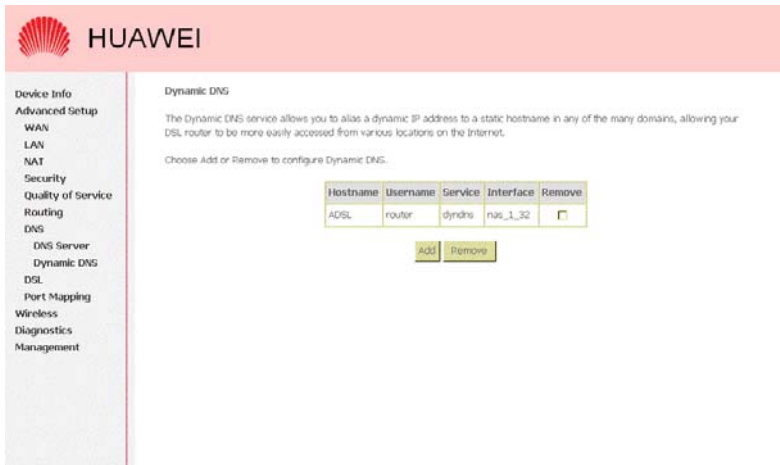 HUAWEI
Device Info
Advanced Setup
WAN
LAN
NAT
Security
Quality of Service
Routing
DNS
DNS Server
Dynamic DNS
DSL
Port Mapping
Wireless
Diagnostics
Management
Dynamic DNS
The Dynamic DNS service allows you to alias a dynamic IP address to a static hostname in any of the many domains, allowing your
DSL router to be more easily accessed from various locations on the Internet.
Choose Add or Remove to configure Dynamic DNS.
Hostname Username Service Interface Remove
ADSL router dyndns nas_1_32
Add Remove